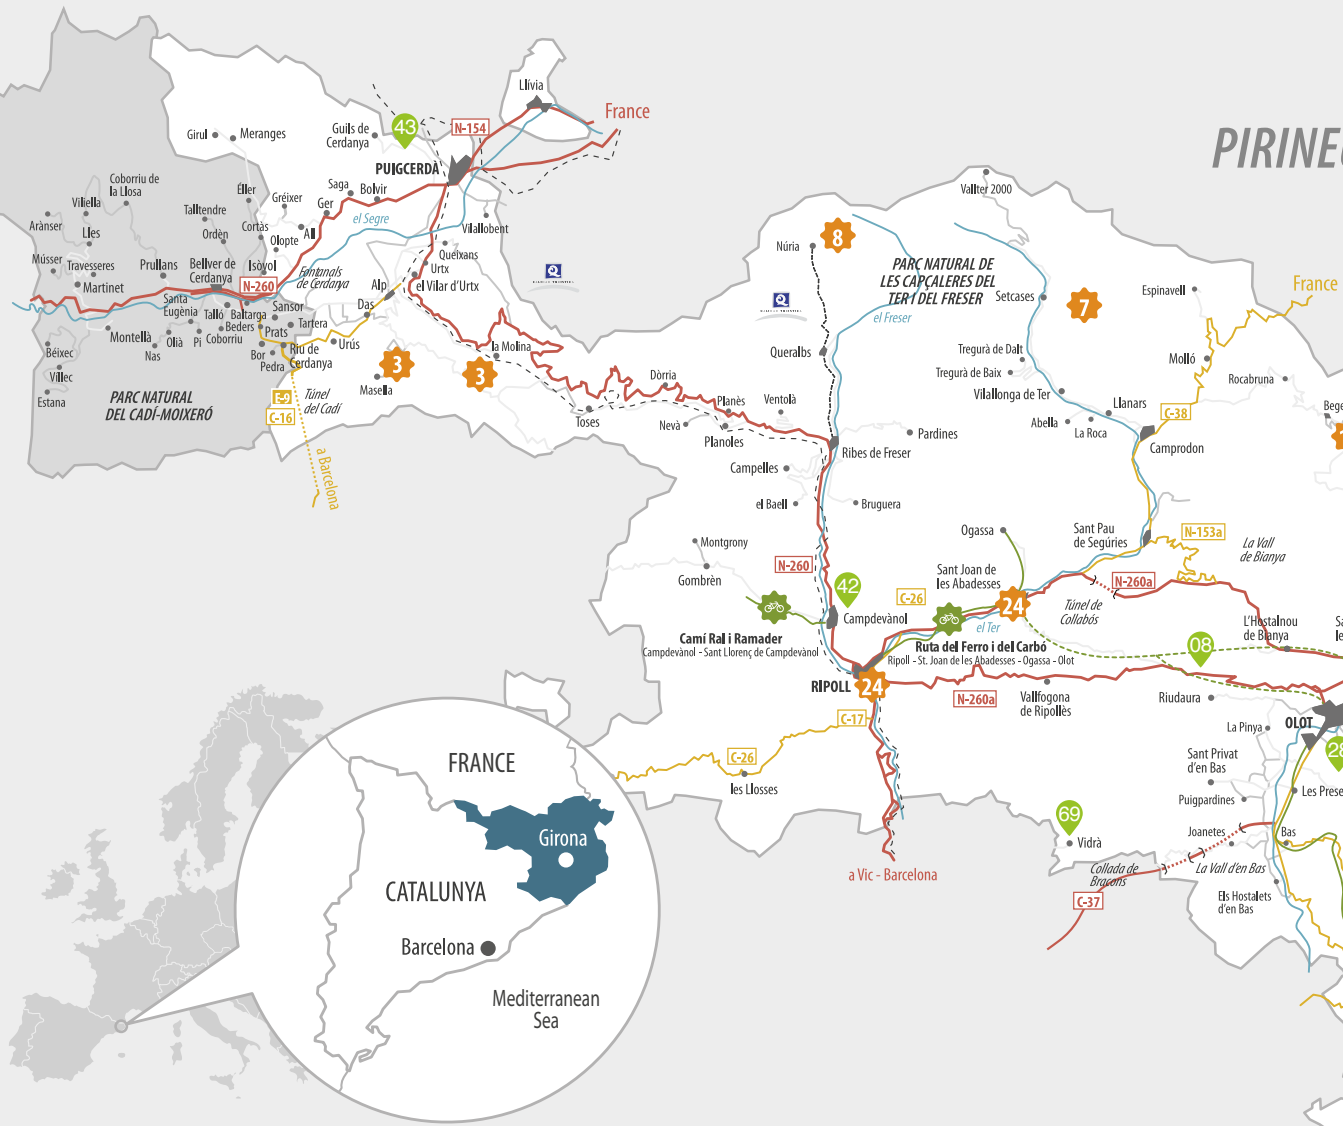 PIRINE
Llívia
France
Girul
Meranges
Guils de
Cerdanya
43
N-154
PUIGCERDÀ
Coborriu de
la Llosa
Éller
Gréixer
Saga
Bolvir
Ger
Viliella
Arànser
Lles
Talltendre
Ordèn
Cortàs
All
Olopte
el Segre
Vilallobent
Músser
Travesseres
Martinet
Prullans
Bellver de
Cerdanya
Isòvol
N-260
Fontanals
de Cerdanya
Queixans
Urtx
el Vilar d'Urtx
Alp
Das
Santa
Eugènia
Talló
Baltarga
Sansor
Tartera
Beders
Prats
Montellà
Nas
Olià
Pi
Coborriu
Bor
Pedra
Riu de
Cerdanya
Urús
Béixec
Víllec
Estana
PARC NATURAL
DEL CADÍ-MOIXERÓ
E-9
C-16
Túnel
del Cadí
Masella
3
3
la Molina
a Barcelona
Toses
Dòrria
Nevà
Planès
Planoles
Ventolà
Campelles
el Baell
Ribes de Freser
Pardines
Bruguera
Queralbs
Núria
8
PARC NATURAL DE
LES CAPÇALERES DEL
TER I DEL FRESER
el Freser
Vallter 2000
Setcases
7
Espinavell
France
Tregurà de Dalt
Tregurà de Baix
Vilallonga de Ter
Molló
Rocabruna
Bege
Abella
La Roca
Llanars
C-38
Camprodon
Montgrony
Gombrèn
N-260
42
Campdevànol
Camí Ral i Ramader
Campdevànol - Sant Llorenç de Campdevànol
Ogassa
Sant Joan de
les Abadesses
C-26
24
el Ter
Sant Pau
de Segúries
N-153a
La Vall
de Bianya
N-260a
Túnel de
Collabós
L'Hostalnou
de Bianya
Ruta del Ferro i del Carbó
Ripoll - St. Joan de les Abadesses - Ogassa - Olot
08
RIPOLL
24
N-260a
Vallfogona
de Ripollès
Riudaura
OLOT
La Pinya
C-17
C-26
les Llosses
Sant Privat
d'en Bas
28
Les Prese
Puigpardines
69
Vidrà
Joanetes
Bas
a Vic - Barcelona
Collada de
Bracons
La Vall d'en Bas
C-37
Els Hostalets
d'en Bas
FRANCE
Girona
CATALUNYA
Barcelona
Mediterranean
Sea